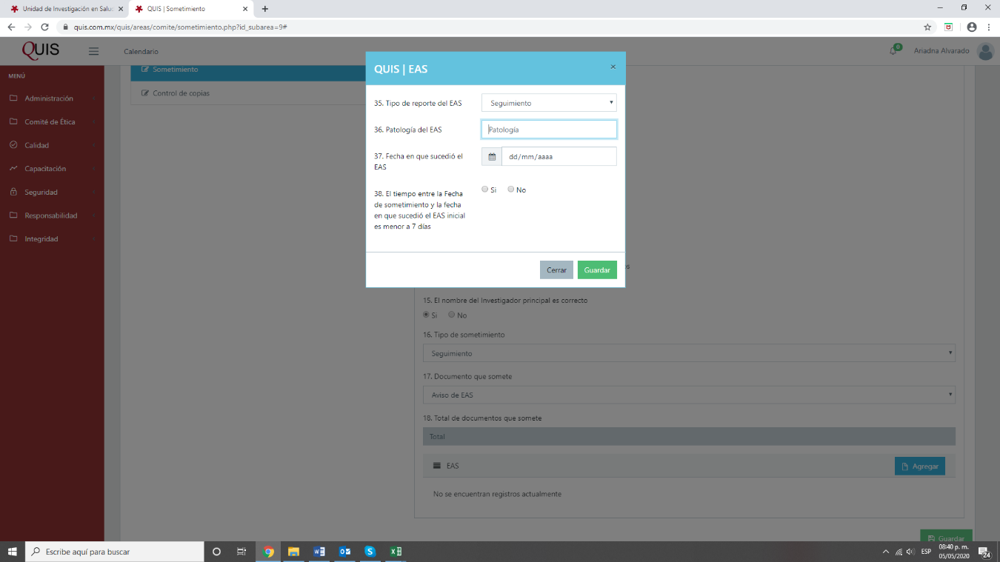 Unidad de Investigación en Salud
QUIS | Sometimiento
quis.com.mx/quis/areas/comite/sometimiento.php?id_subarea=9#
QUIS
Calendario
0
Ariadna Alvarado
MENÚ
Administración
Comité de Ética
Calidad
Capacitación
Seguridad
Responsabilidad
Integridad
Sometimiento
Control de copias
QUIS | EAS
×
35. Tipo de reporte del EAS
Seguimiento
36. Patología del EAS
Patología
37. Fecha en que sucedió el
EAS
dd/mm/aaaa
38. El tiempo entre la Fecha
de sometimiento y la fecha
en que sucedió el EAS inicial
es menor a 7 días
Si No
Cerrar
Guardar
15. El nombre del Investigador principal es correcto
Si No
16. Tipo de sometimiento
Seguimiento
17. Documento que somete
Aviso de EAS
18. Total de documentos que somete
Total
EAS
Agregar
No se encuentran registros actualmente
Guardar
Escribe aquí para buscar
ESP
08:40 p. m.
05/05/2020
24